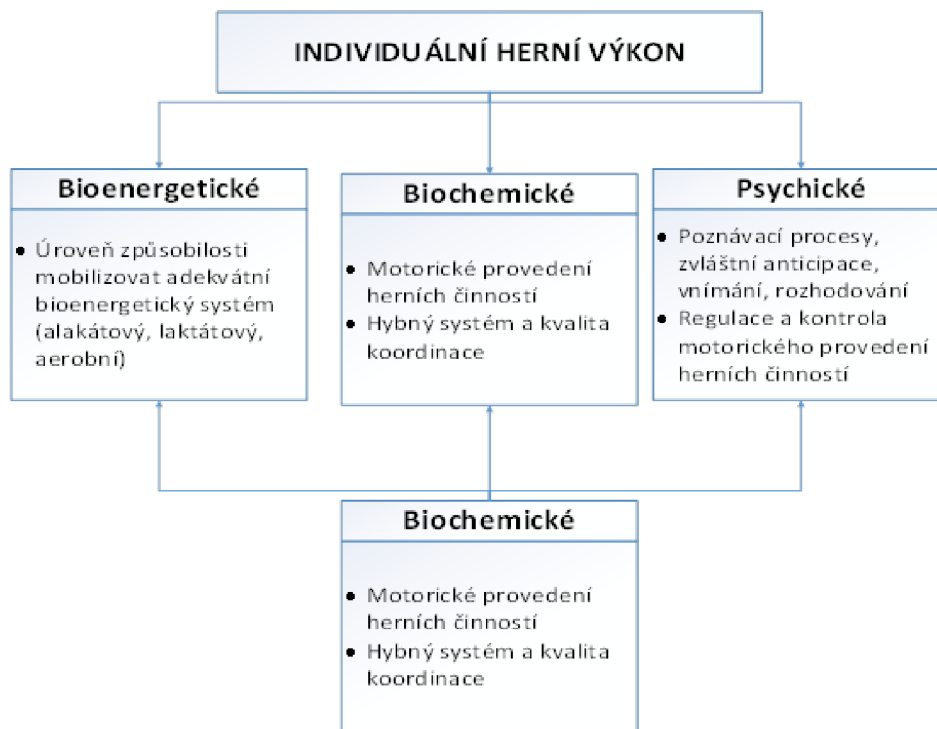 INDIVIDUÁLNÍ HERNÍ VÝKON
Bioenergetické
• Úroveň způsobilosti
mobilizovat adekvátní
bioenergetický systém
(alakátový, laktátový,
aerobní)
Biochemické
• Motorické provedení
herních činností
• Hybný systém a kvalita
koordinace
Psychické
• Poznávací procesy,
zvláštní anticipace,
vnímání, rozhodování
• Regulace a kontrola
motorického provedení
herních činností
Biochemické
• Motorické provedení
herních činností
• Hybný systém a kvalita
koordinace